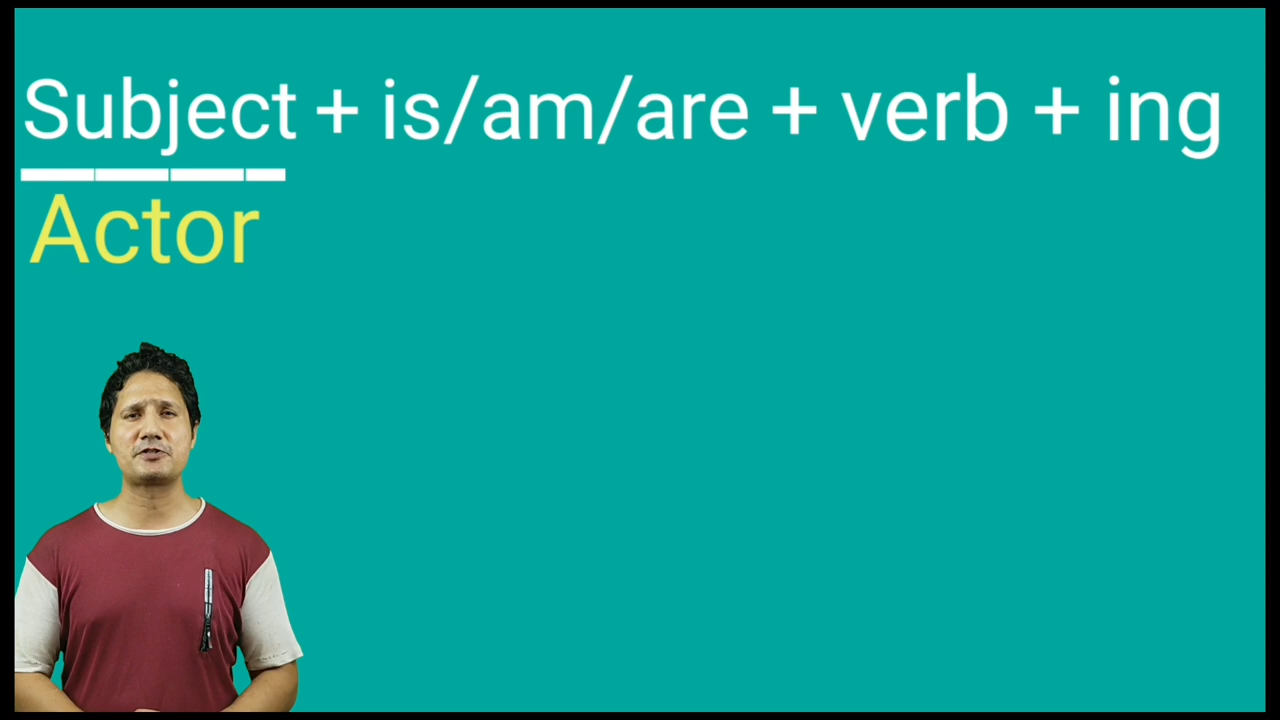 Subject + is/am/are + verb + ing
Actor